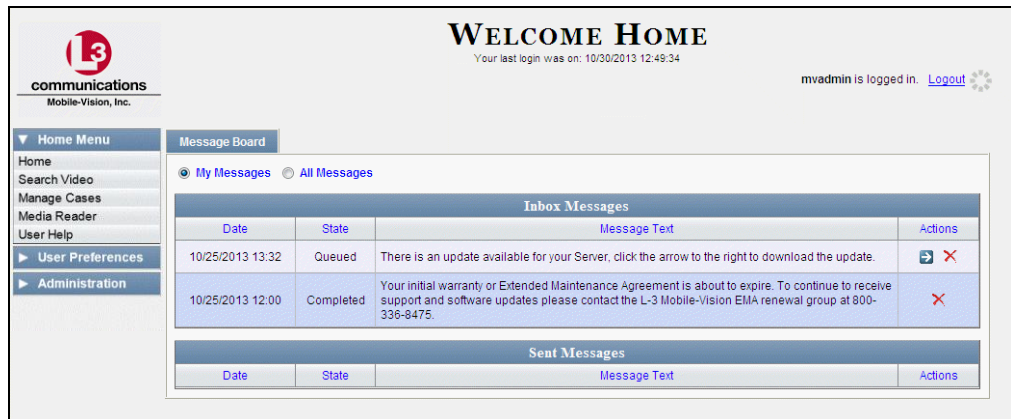 WELCOME HOME
Your last login was on: 10/30/2013 12:49:34
L3
communications
Mobile-Vision, Inc.
mvadmin is logged in. Logout
Home Menu
Home
Search Video
Manage Cases
Media Reader
User Help
User Preferences
Administration
Message Board
My Messages All Messages
Inbox Messages
Date State Message Text Actions
10/25/2013 13:32 Queued There is an update available for your Server, click the arrow to the right to download the update.
10/25/2013 12:00 Completed Your initial warranty or Extended Maintenance Agreement is about to expire. To continue to receive
support and software updates please contact the L-3 Mobile-Vision EMA renewal group at 800-
336-8475.
Sent Messages
Date State Message Text Actions